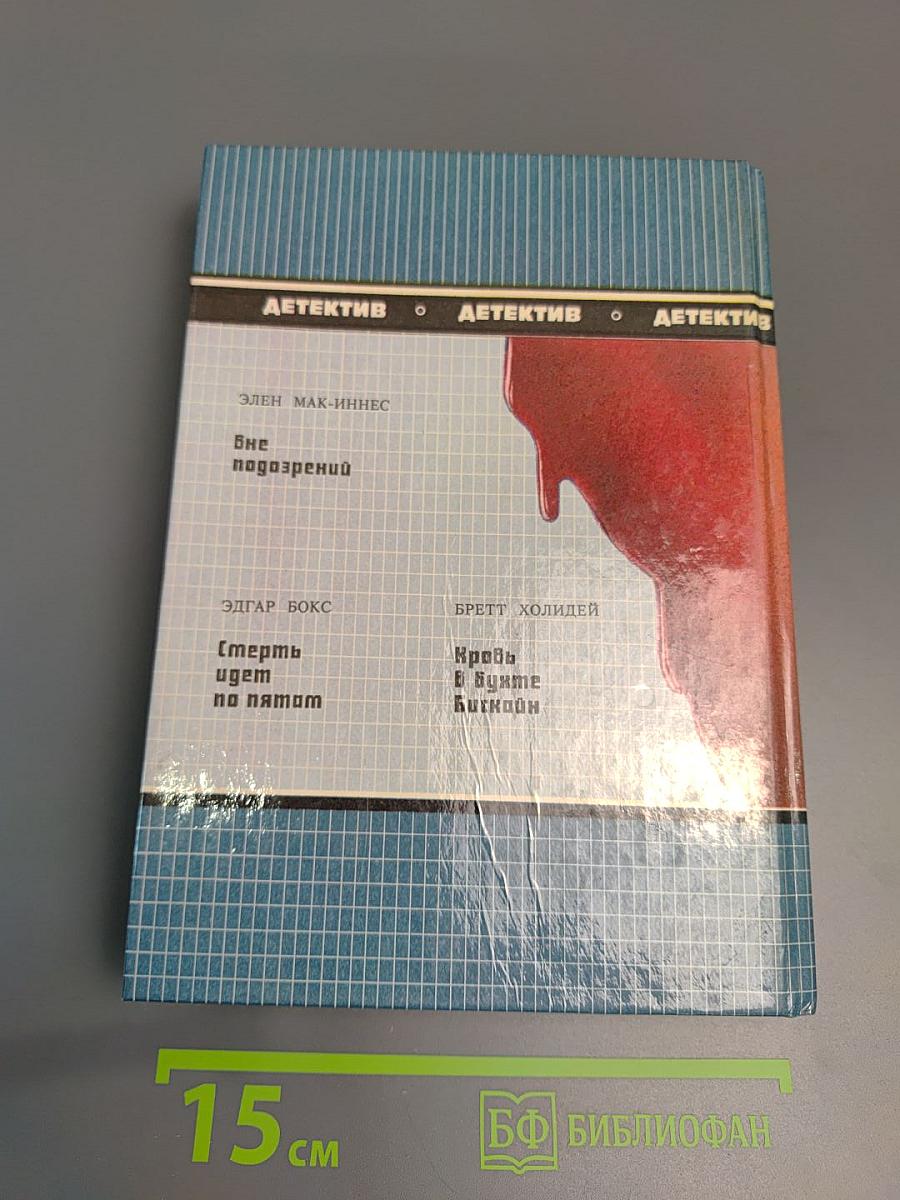 ДЕТЕКТИВ ДЕТЕКТИВ ДЕТЕКТИВ
ЭЛЕН МАК-ИННЕС
Вне
подозрений
ЭДГАР БОКС
Смерть
идет
по пятам
БРЕТТ ХОЛИДЕЙ
Кровь
в бухте
Бискайн
15 см
БФ БИБЛИОФАН